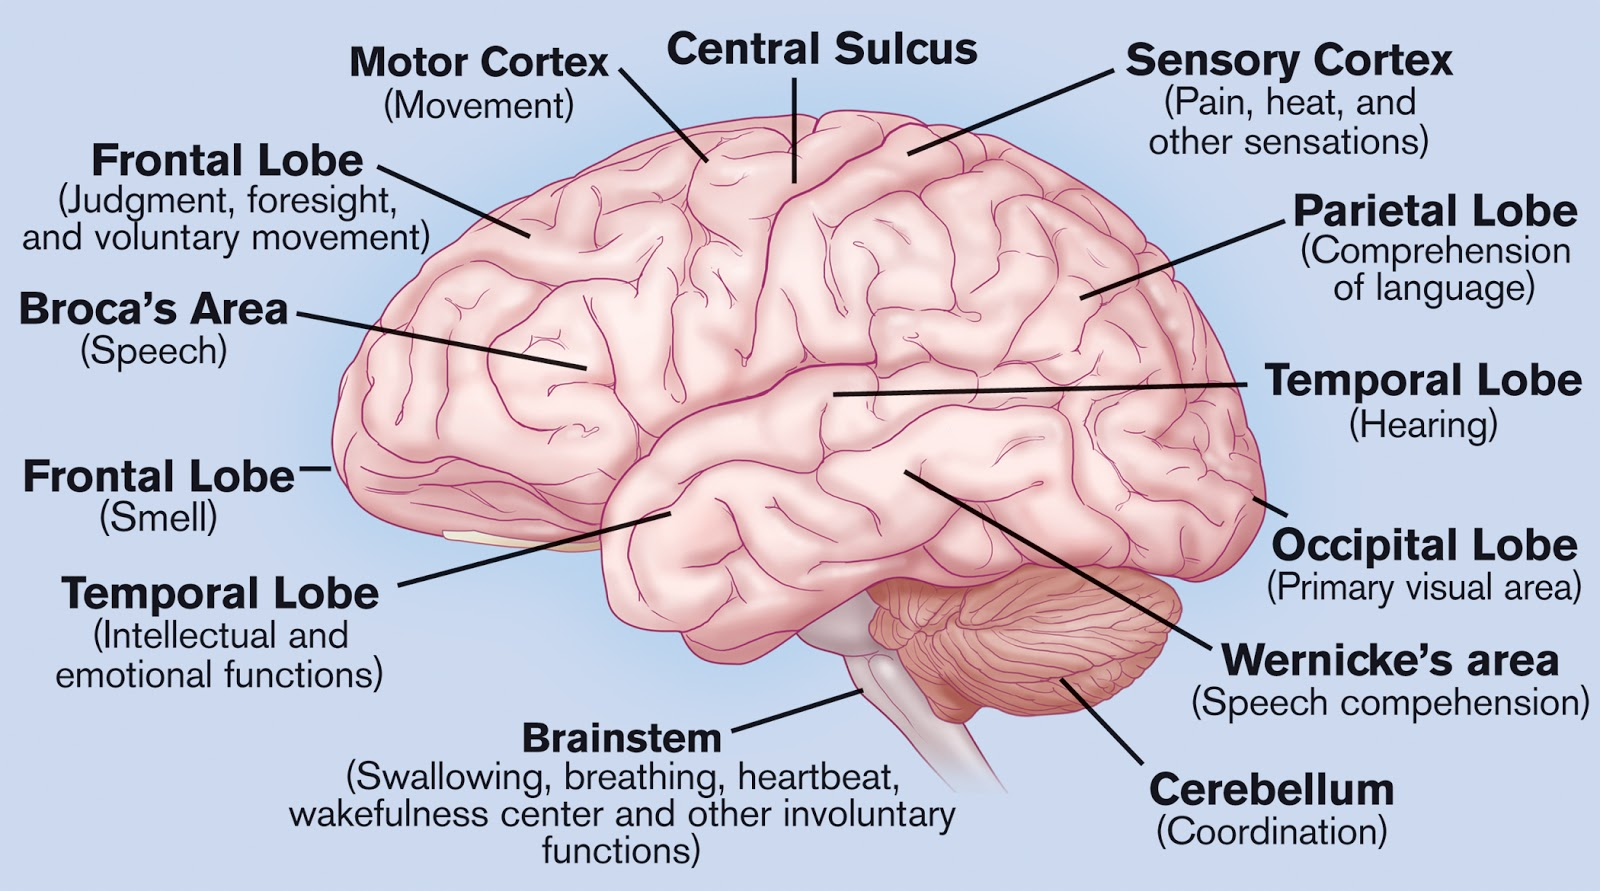 Motor Cortex
(Movement)
Central Sulcus
Sensory Cortex
(Pain, heat, and
other sensations)
Frontal Lobe
(Judgment, foresight,
and voluntary movement)
Parietal Lobe
(Comprehension
of language)
Broca's Area
(Speech)
Temporal Lobe
(Hearing)
Frontal Lobe
(Smell)
Occipital Lobe
(Primary visual area)
Temporal Lobe
(Intellectual and
emotional functions)
Wernicke's area
(Speech compehension)
Brainstem
(Swallowing, breathing, heartbeat,
wakefulness center and other involuntary
functions)
Cerebellum
(Coordination)